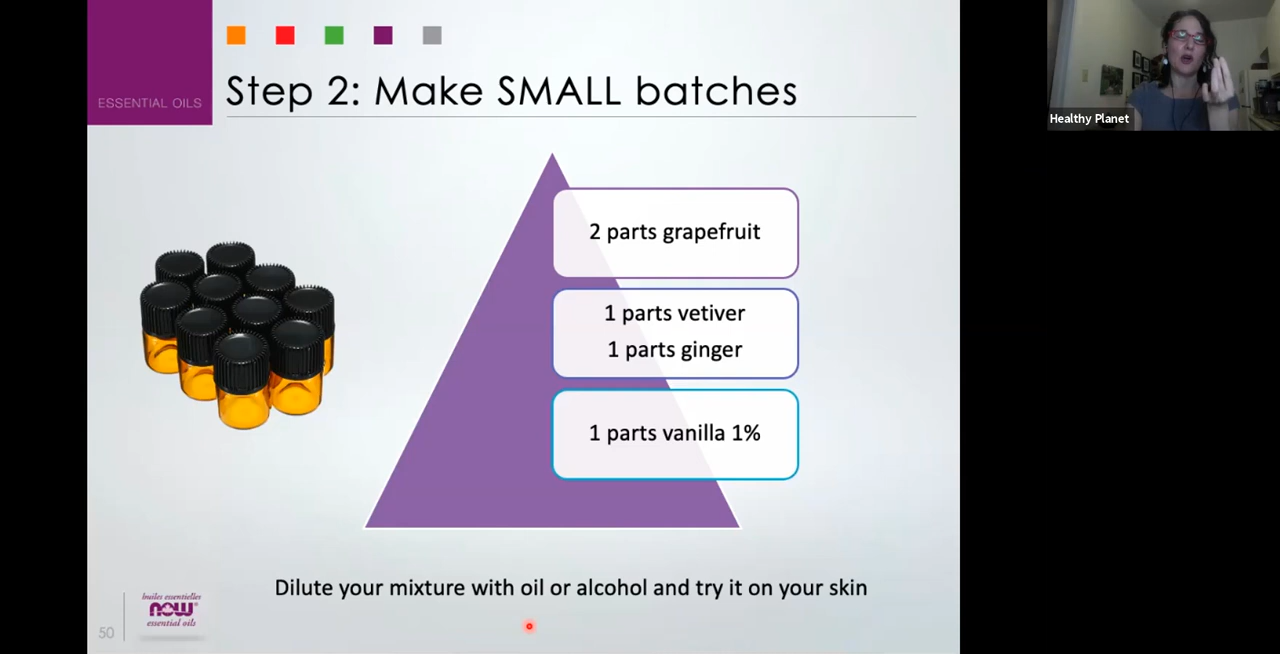 ESSENTIAL OILS
Step 2: Make SMALL batches
2 parts grapefruit
1 parts vetiver
1 parts ginger
1 parts vanilla 1%
Dilute your mixture with oil or alcohol and try it on your skin
50
huiles essentielles
now®
essential oils
Healthy Planet